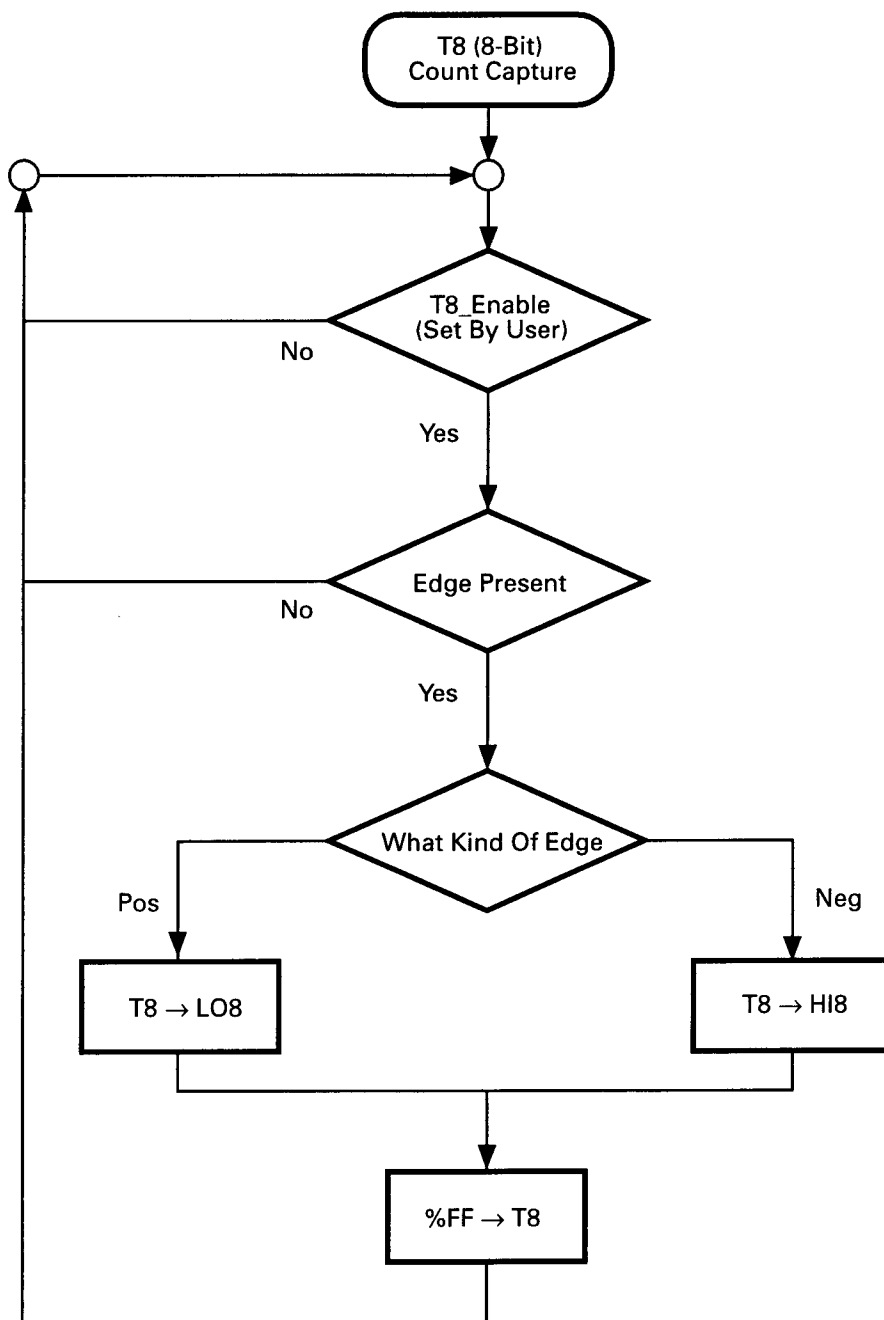 T8 (8-Bit)
Count Capture
T8_Enable
(Set By User)
No
Yes
Edge Present
No
Yes
What Kind Of Edge
Pos
Neg
T8 → LO8
T8 → HI8
%FF → T8